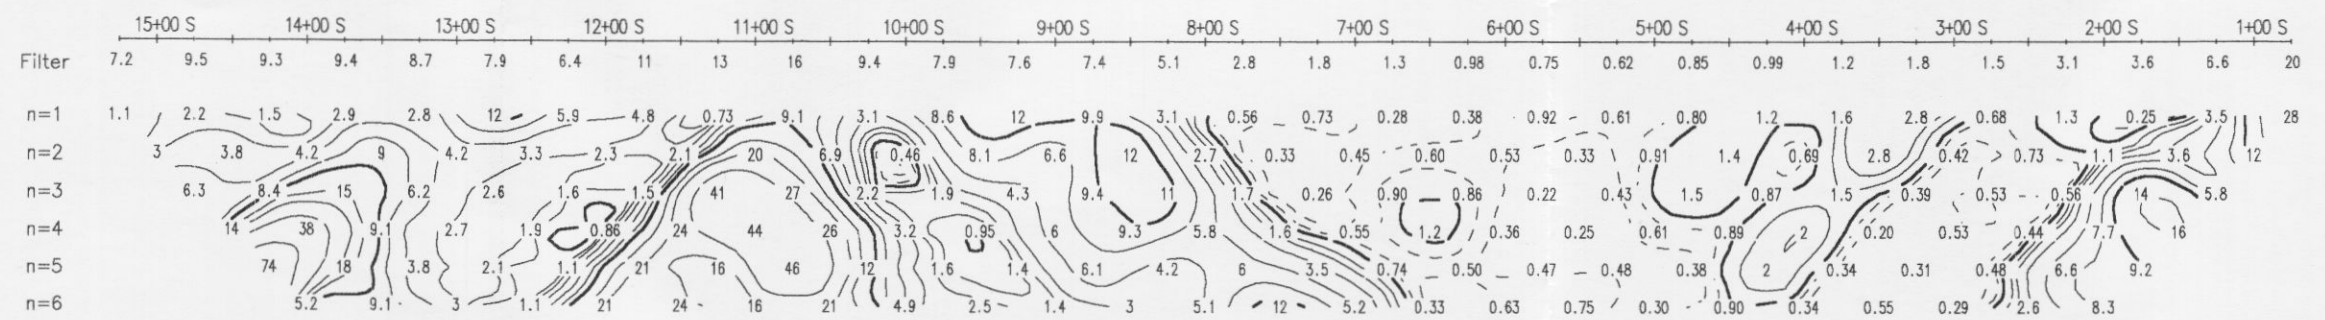 15+00 S 14+00 S 13+00 S 12+00 S 11+00 S 10+00 S 9+00 S 8+00 S 7+00 S 6+00 S 5+00 S 4+00 S 3+00 S 2+00 S 1+00 S
Filter 7.2 9.5 9.3 9.4 8.7 7.9 6.4 11 13 16 9.4 7.9 7.6 7.4 5.1 2.8 1.8 1.3 0.98 0.75 0.62 0.85 0.99 1.2 1.8 1.5 3.1 3.6 6.6 20
n=1 1.1 2.2 1.5 2.9 2.8 12 5.9 4.8 0.73 9.1 3.1 8.6 12 9.9 3.1 0.56 0.73 0.28 0.38 0.92 0.61 0.80 1.2 1.6 2.8 0.68 1.3 0.25 3.5 28
n=2 3 3.8 4.2 9 4.2 3.3 2.3 2.1 20 6.9 0.46 8.1 6.6 12 2.7 0.33 0.45 0.60 0.53 0.33 0.91 1.4 0.69 2.8 0.42 0.73 1.1 3.6 12
n=3 6.3 8.4 15 6.2 2.6 1.6 1.5 41 27 2.2 1.9 4.3 9.4 11 1.7 0.26 0.90 0.86 0.22 0.43 1.5 0.87 1.5 0.39 0.53 0.56 14 5.8
n=4 14 38 9.1 2.7 1.9 0.86 24 44 26 3.2 0.95 6 9.3 5.8 1.6 0.55 1.2 0.36 0.25 0.61 0.89 2 0.20 0.53 0.44 7.7 16
n=5 74 18 3.8 2.1 1.1 21 16 46 12 1.6 1.4 6.1 4.2 6 3.5 0.74 0.50 0.47 0.48 0.38 2 0.34 0.31 0.48 6.6 9.2
n=6 5.2 9.1 3 1.1 21 24 16 21 4.9 2.5 1.4 3 5.1 12 5.2 0.33 0.63 0.75 0.30 0.90 0.34 0.55 0.29 2.6 8.3